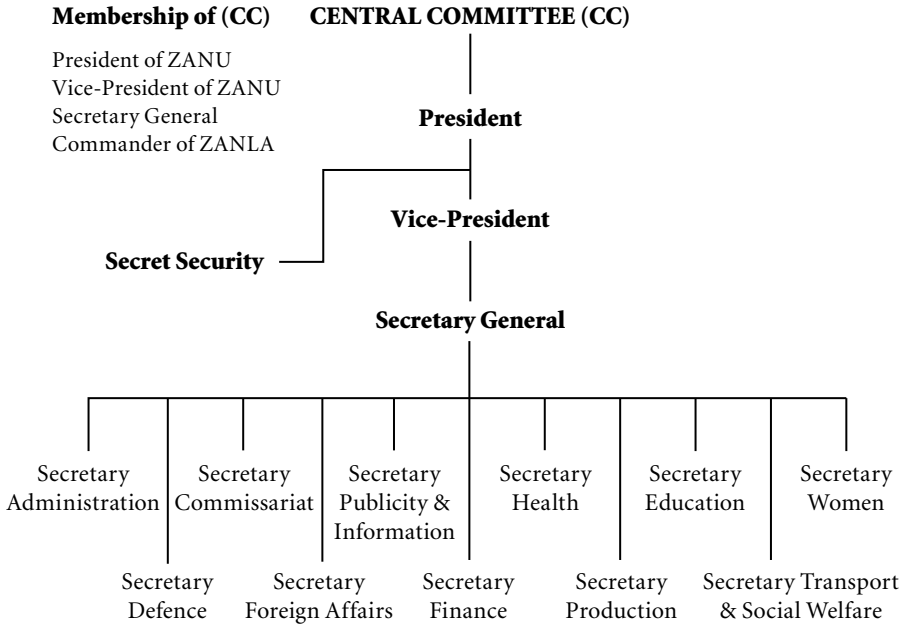 Membership of (CC)
CENTRAL COMMITTEE (CC)
President of ZANU
Vice-President of ZANU
Secretary General
Commander of ZANLA
President
Vice-President
Secret Security
Secretary General
Secretary
Administration
Secretary
Commissariat
Secretary
Publicity &
Information
Secretary
Health
Secretary
Education
Secretary
Women
Secretary
Defence
Secretary
Foreign Affairs
Secretary
Finance
Secretary
Production
Secretary Transport
& Social Welfare